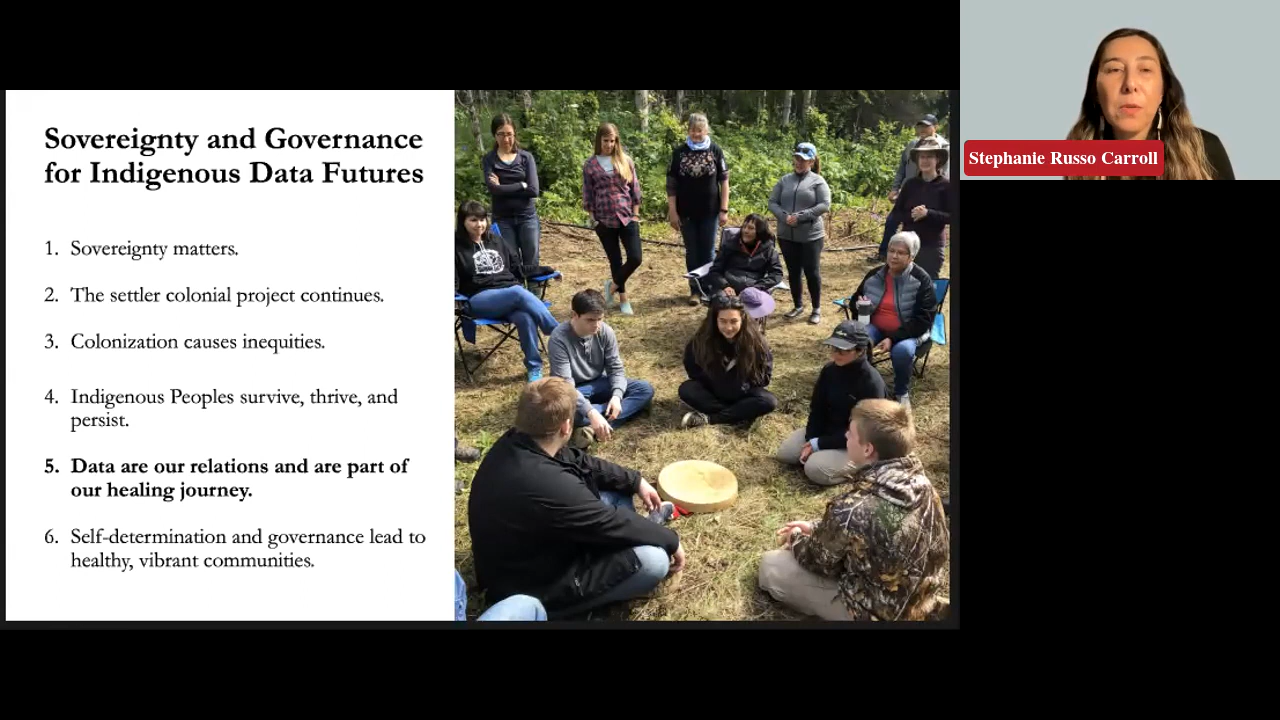 Sovereignty and Governance
for Indigenous Data Futures
1. Sovereignty matters.
2. The settler colonial project continues.
3. Colonization causes inequities.
4. Indigenous Peoples survive, thrive, and
persist.
5. Data are our relations and are part of
our healing journey.
6. Self-determination and governance lead to
healthy, vibrant communities.
Stephanie Russo Carroll